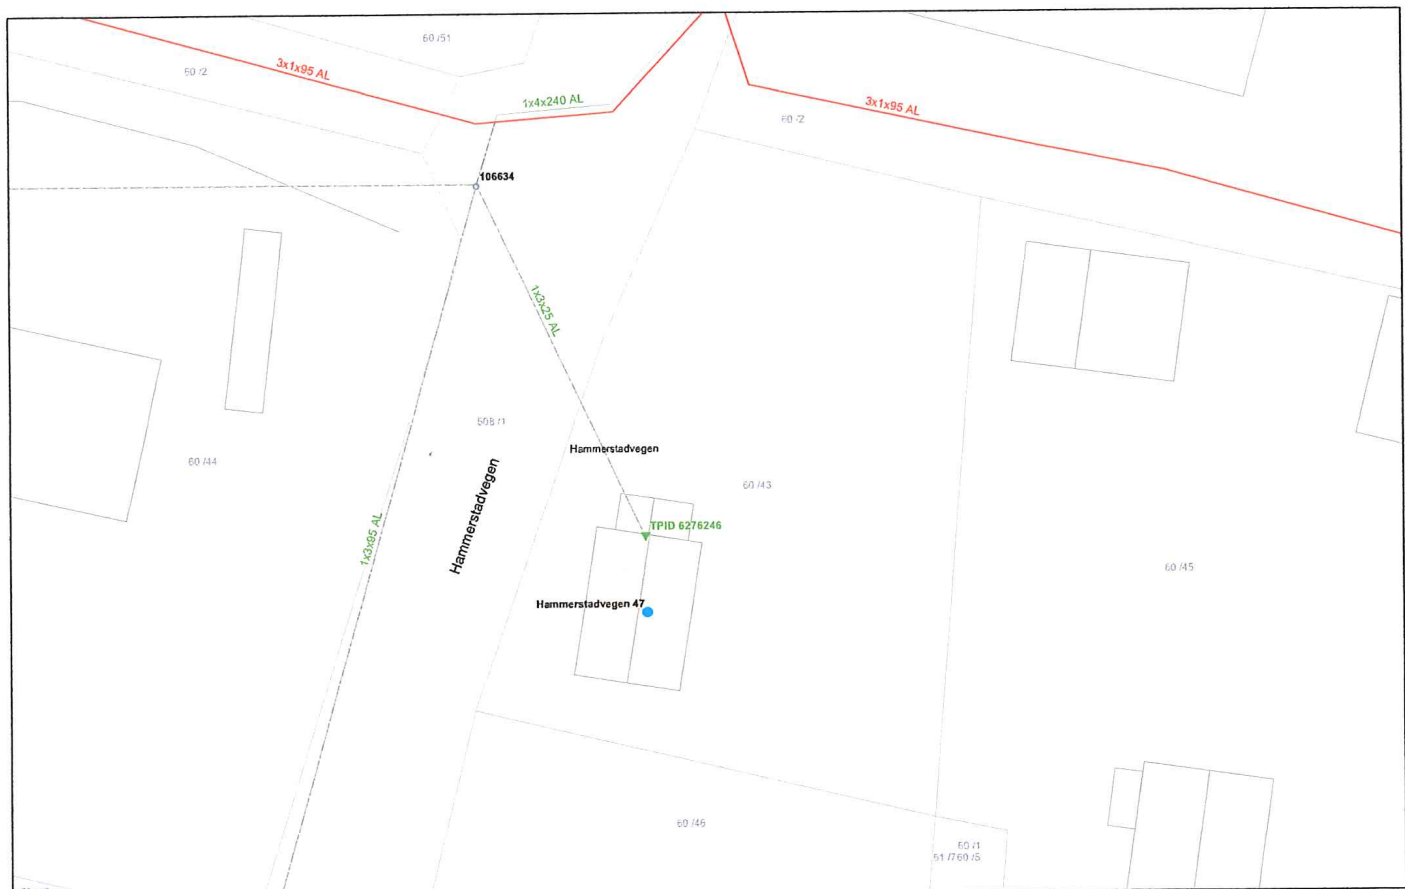 60 /51
60 /2
3x1x95 AL
1x4x240 AL
3x1x95 AL
60 /2
106634
1x3x25 AL
508 /1
Hammerstadvegen
60 /44
60 /43
Hammerstadvegen
TPID 6276246
1x3x95 AL
60 /45
Hammerstadvegen 47
60 /46
60 /1
61 /760 /5